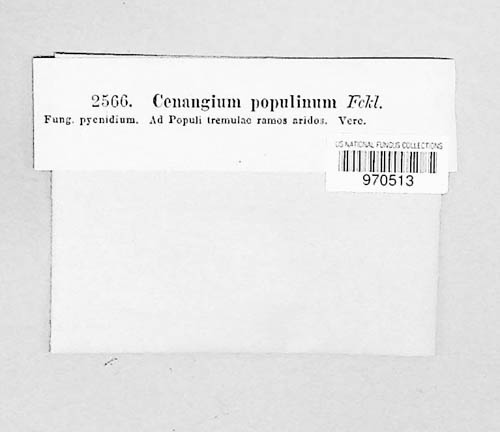 2566. Cenangium populinum Fckl.
Fung. pycnidium. Ad Populi tremulae ramos aridos. Vere.
US NATIONAL FUNGUS COLLECTIONS
970513